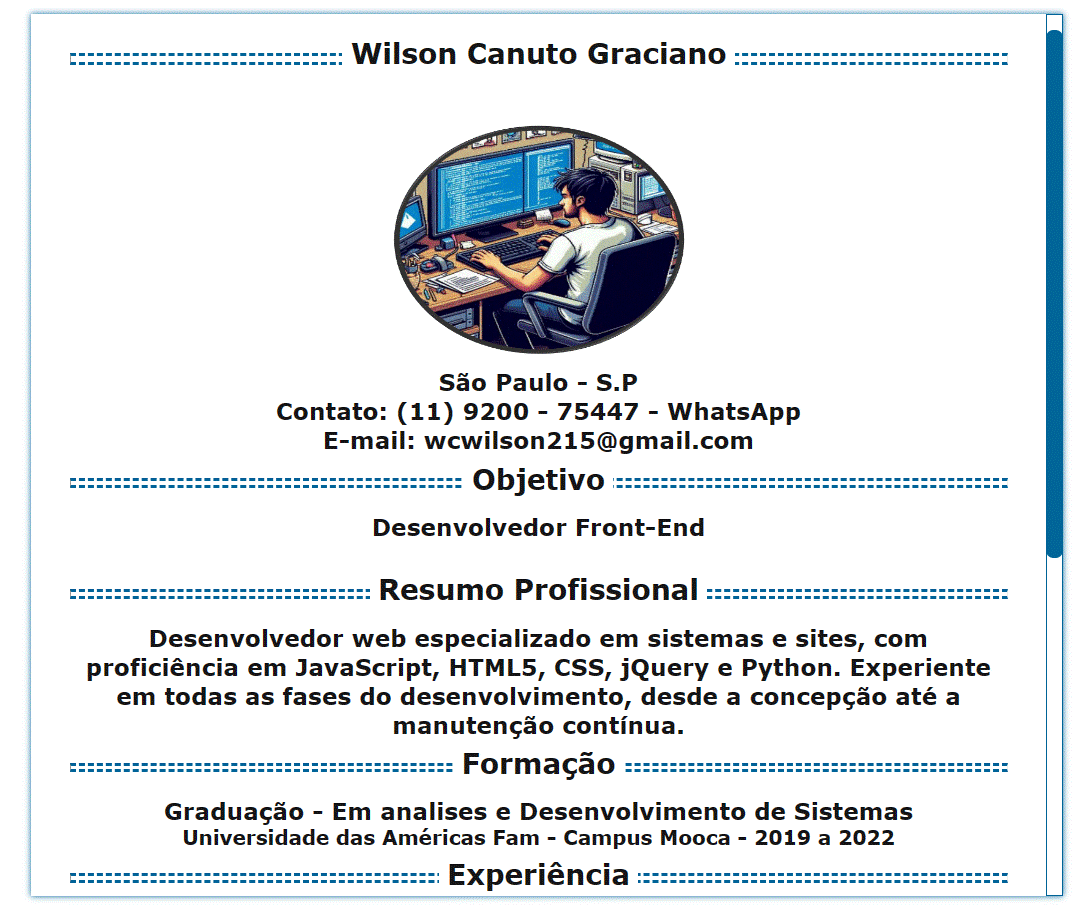 Wilson Canuto Graciano
São Paulo - S.P
Contato: (11) 9200 - 75447 - WhatsApp
E-mail: wcwilson215@gmail.com
Objetivo
Desenvolvedor Front-End
Resumo Profissional
Desenvolvedor web especializado em sistemas e sites, com
proficiência em JavaScript, HTML5, CSS, jQuery e Python. Experiente
em todas as fases do desenvolvimento, desde a concepção até a
manutenção contínua.
Formação
Graduação - Em analises e Desenvolvimento de Sistemas
Universidade das Américas Fam - Campus Mooca - 2019 a 2022
Experiência